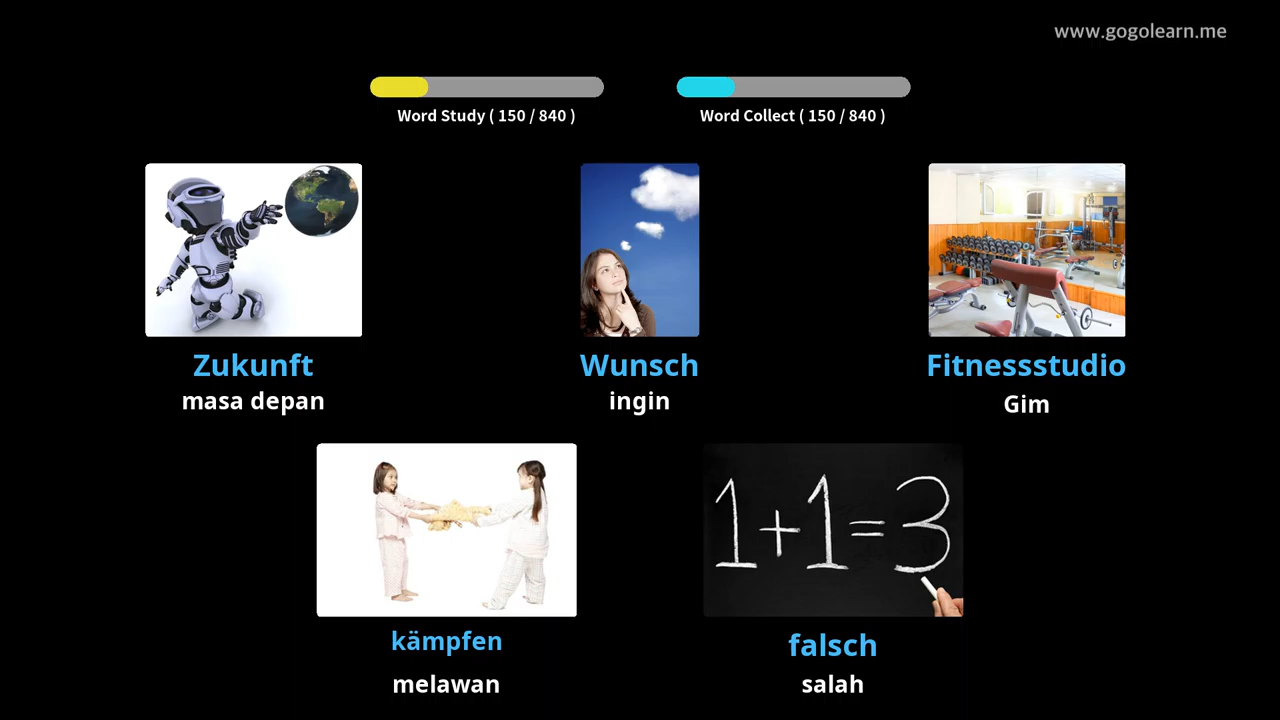 www.gogolearn.me
Word Study ( 150 / 840 )
Word Collect ( 150 / 840 )
Zukunft
masa depan
Wunsch
ingin
Fitnessstudio
Gim
kämpfen
melawan
1+1=3
falsch
salah